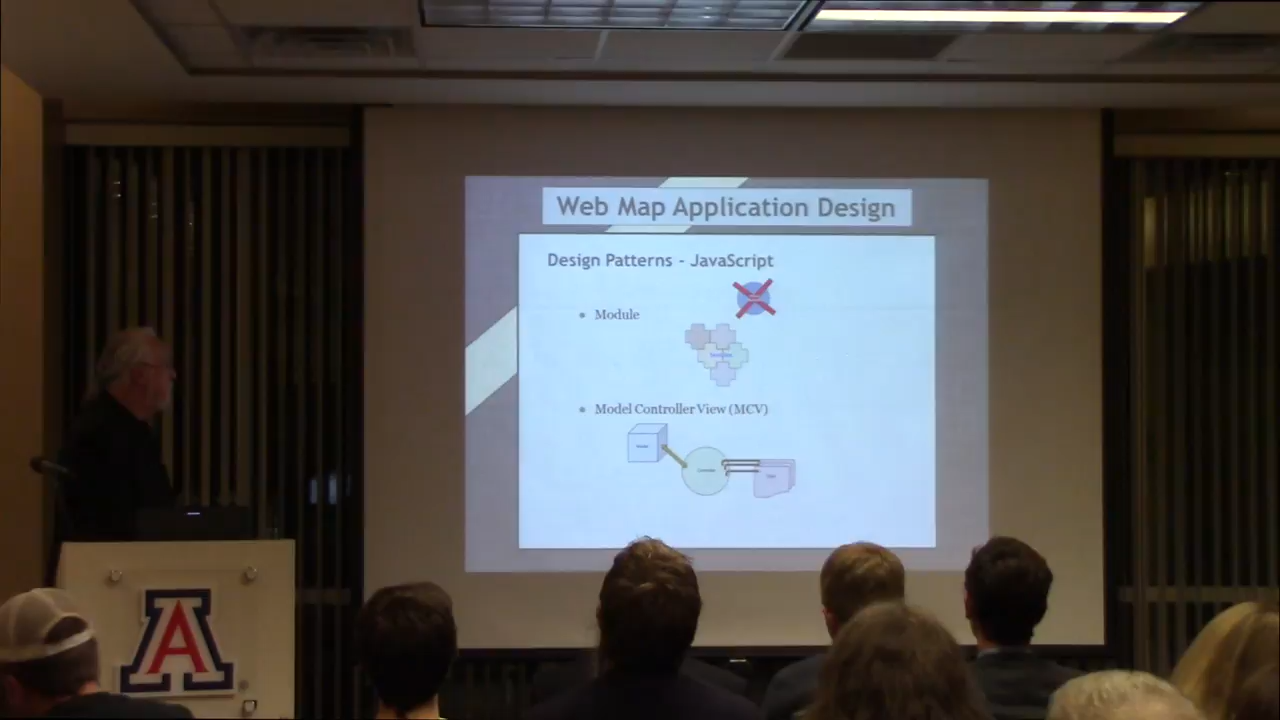 Web Map Application Design
Design Patterns - JavaScript
• Module
• Model Controller View (MCV)
A